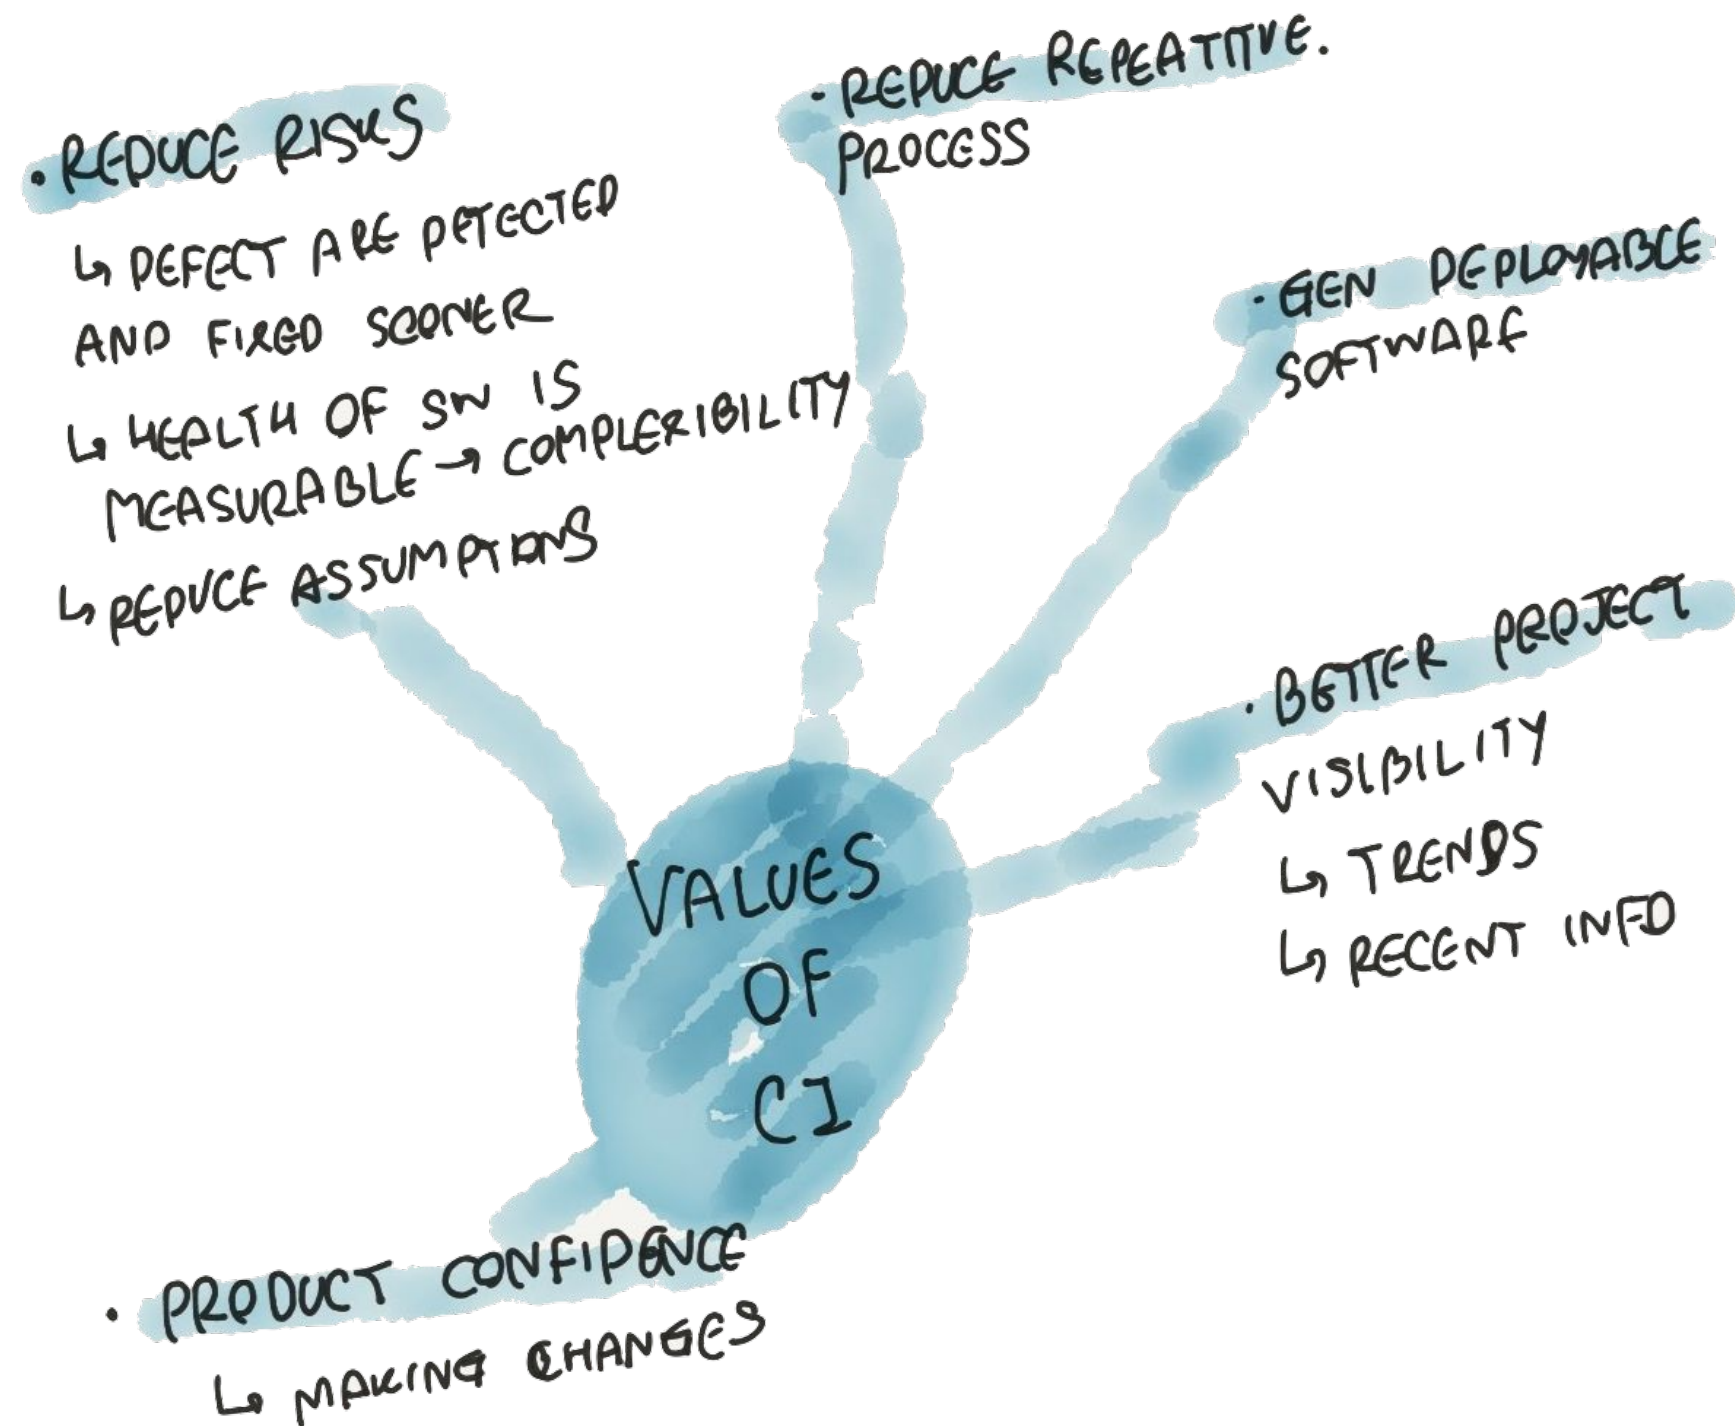 · REDUCE RISKS
↳ DEFECT ARE DETECTED
AND FIXED SOONER
↳ HEALTH OF SW IS
MEASURABLE → COMPLEXIBILITY
↳ REDUCE ASSUMPTIONS
· REDUCE REPEATITIVE.
PROCESS
· GEN DEPLOYABLE
SOFTWARE
· BETTER PROJECT
VISIBILITY
↳ TRENDS
↳ RECENT INFO
VALUES
OF
CI
· PRODUCT CONFIDENCE
↳ MAKING CHANGES